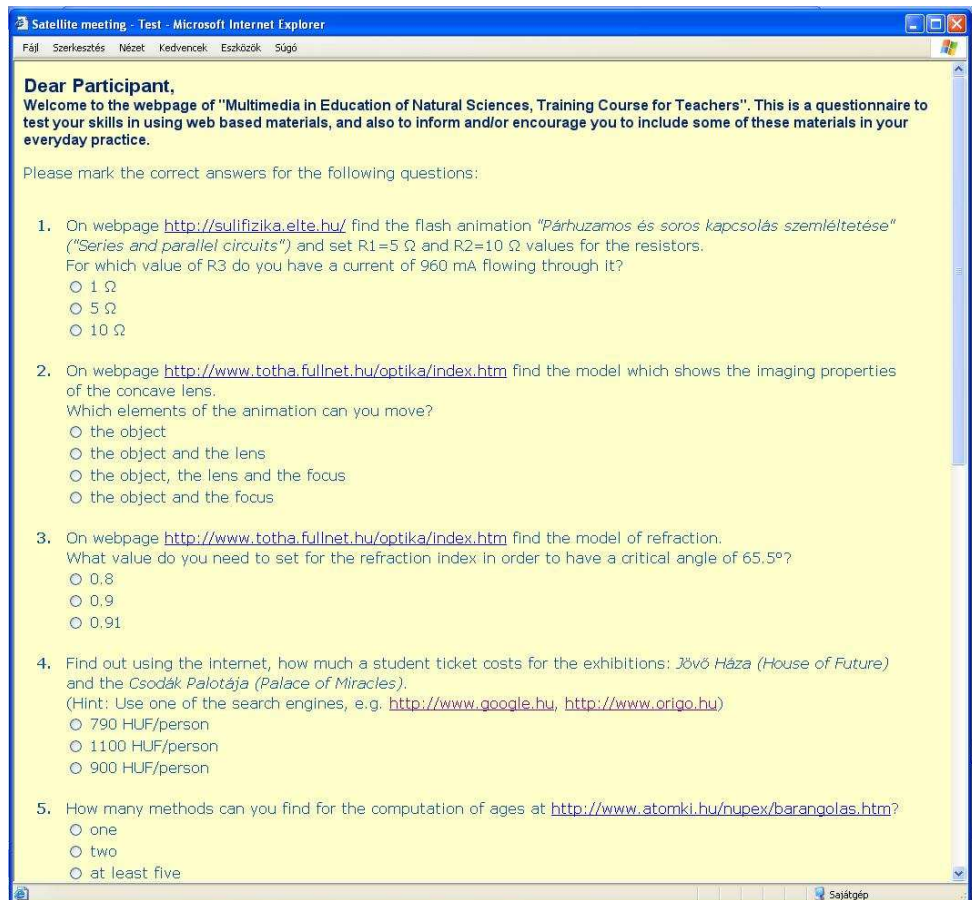 Satellite meeting - Test - Microsoft Internet Explorer
Fájl Szerkesztés Nézet Kedvencek Eszközök Súgó
Dear Participant,
Welcome to the webpage of "Multimedia in Education of Natural Sciences, Training Course for Teachers". This is a questionnaire to
test your skills in using web based materials, and also to inform and/or encourage you to include some of these materials in your
everyday practice.
Please mark the correct answers for the following questions:
1. On webpage http://sulifizika.elte.hu/ find the flash animation "Párhuzamos és soros kapcsolás szemléltetése"
("Series and parallel circuits") and set R1=5 Ω and R2=10 Ω values for the resistors.
For which value of R3 do you have a current of 960 mA flowing through it?
1 Ω
5 Ω
10 Ω
2. On webpage http://www.totha.fullnet.hu/optika/index.htm find the model which shows the imaging properties
of the concave lens.
Which elements of the animation can you move?
the object
the object and the lens
the object, the lens and the focus
the object and the focus
3. On webpage http://www.totha.fullnet.hu/optika/index.htm find the model of refraction.
What value do you need to set for the refraction index in order to have a critical angle of 65.5°?
0,8
0,9
0,91
4. Find out using the internet, how much a student ticket costs for the exhibitions: Jövö Háza (House of Future)
and the Csodák Palotája (Palace of Miracles).
(Hint: Use one of the search engines, e.g. http://www.google.hu, http://www.origo.hu)
790 HUF/person
1100 HUF/person
900 HUF/person
5. How many methods can you find for the computation of ages at http://www.atomki.hu/nupex/barangolas.htm?
one
two
at least five
Sajátgép